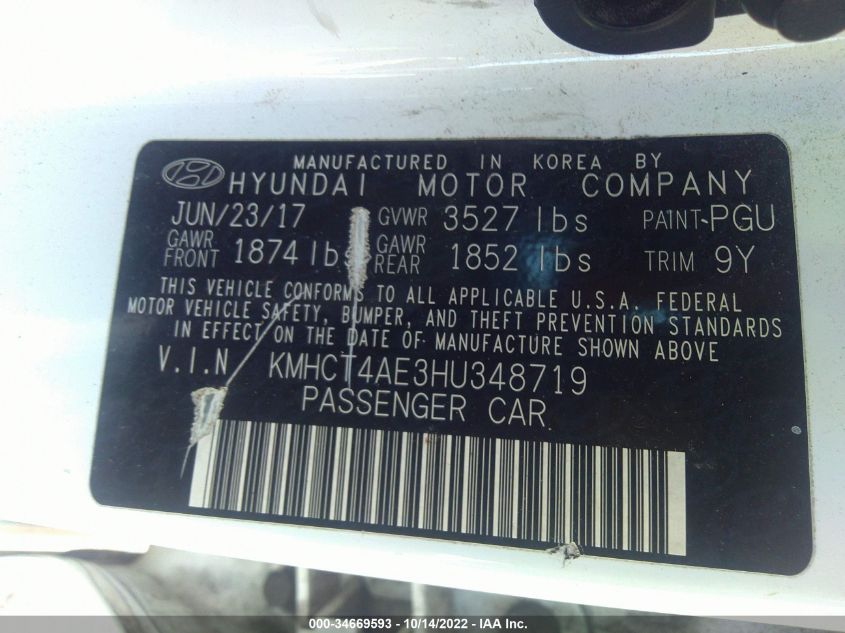 MANUFACTURED IN KOREA BY
HYUNDAI MOTOR COMPANY
JUN/23/17 GVWR 3527 lbs PAINT-PGU
GAWR FRONT 1874 lb GAWR REAR 1852 lbs TRIM 9Y
THIS VEHICLE CONFORMS TO ALL APPLICABLE U.S.A. FEDERAL
MOTOR VEHICLE SAFETY, BUMPER, AND THEFT PREVENTION STANDARDS
IN EFFECT ON THE DATE OF MANUFACTURE SHOWN ABOVE
V.I.N KMHCT4AE3HU348719
PASSENGER CAR
000-34669593 | 10/14/2022 - IAA Inc.